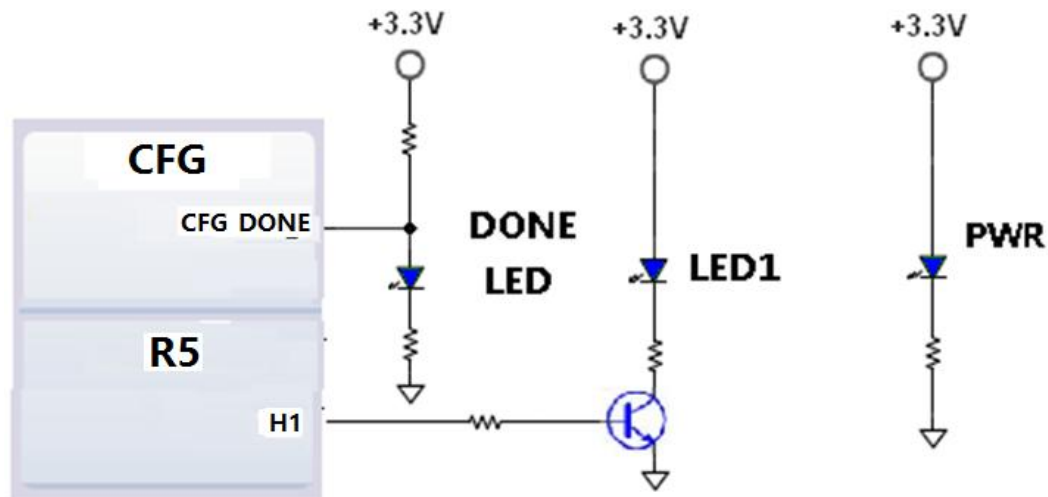 +3.3V
+3.3V
+3.3V
CFG
CFG_DONE
DONE
LED
LED1
PWR
R5
H1